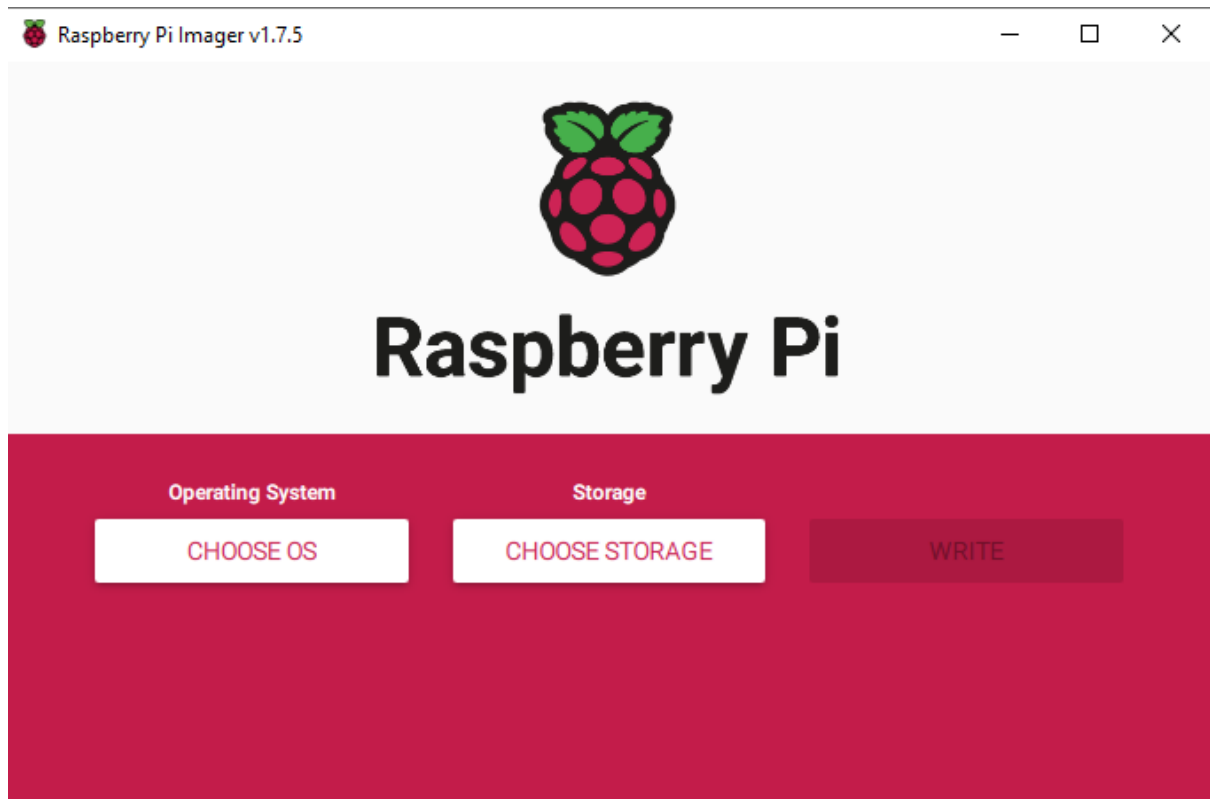 Raspberry Pi Imager v1.7.5
Raspberry Pi
Operating System
Storage
CHOOSE OS
CHOOSE STORAGE
WRITE